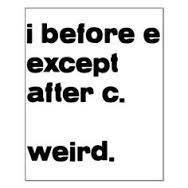 i before e
except
after c.
weird.